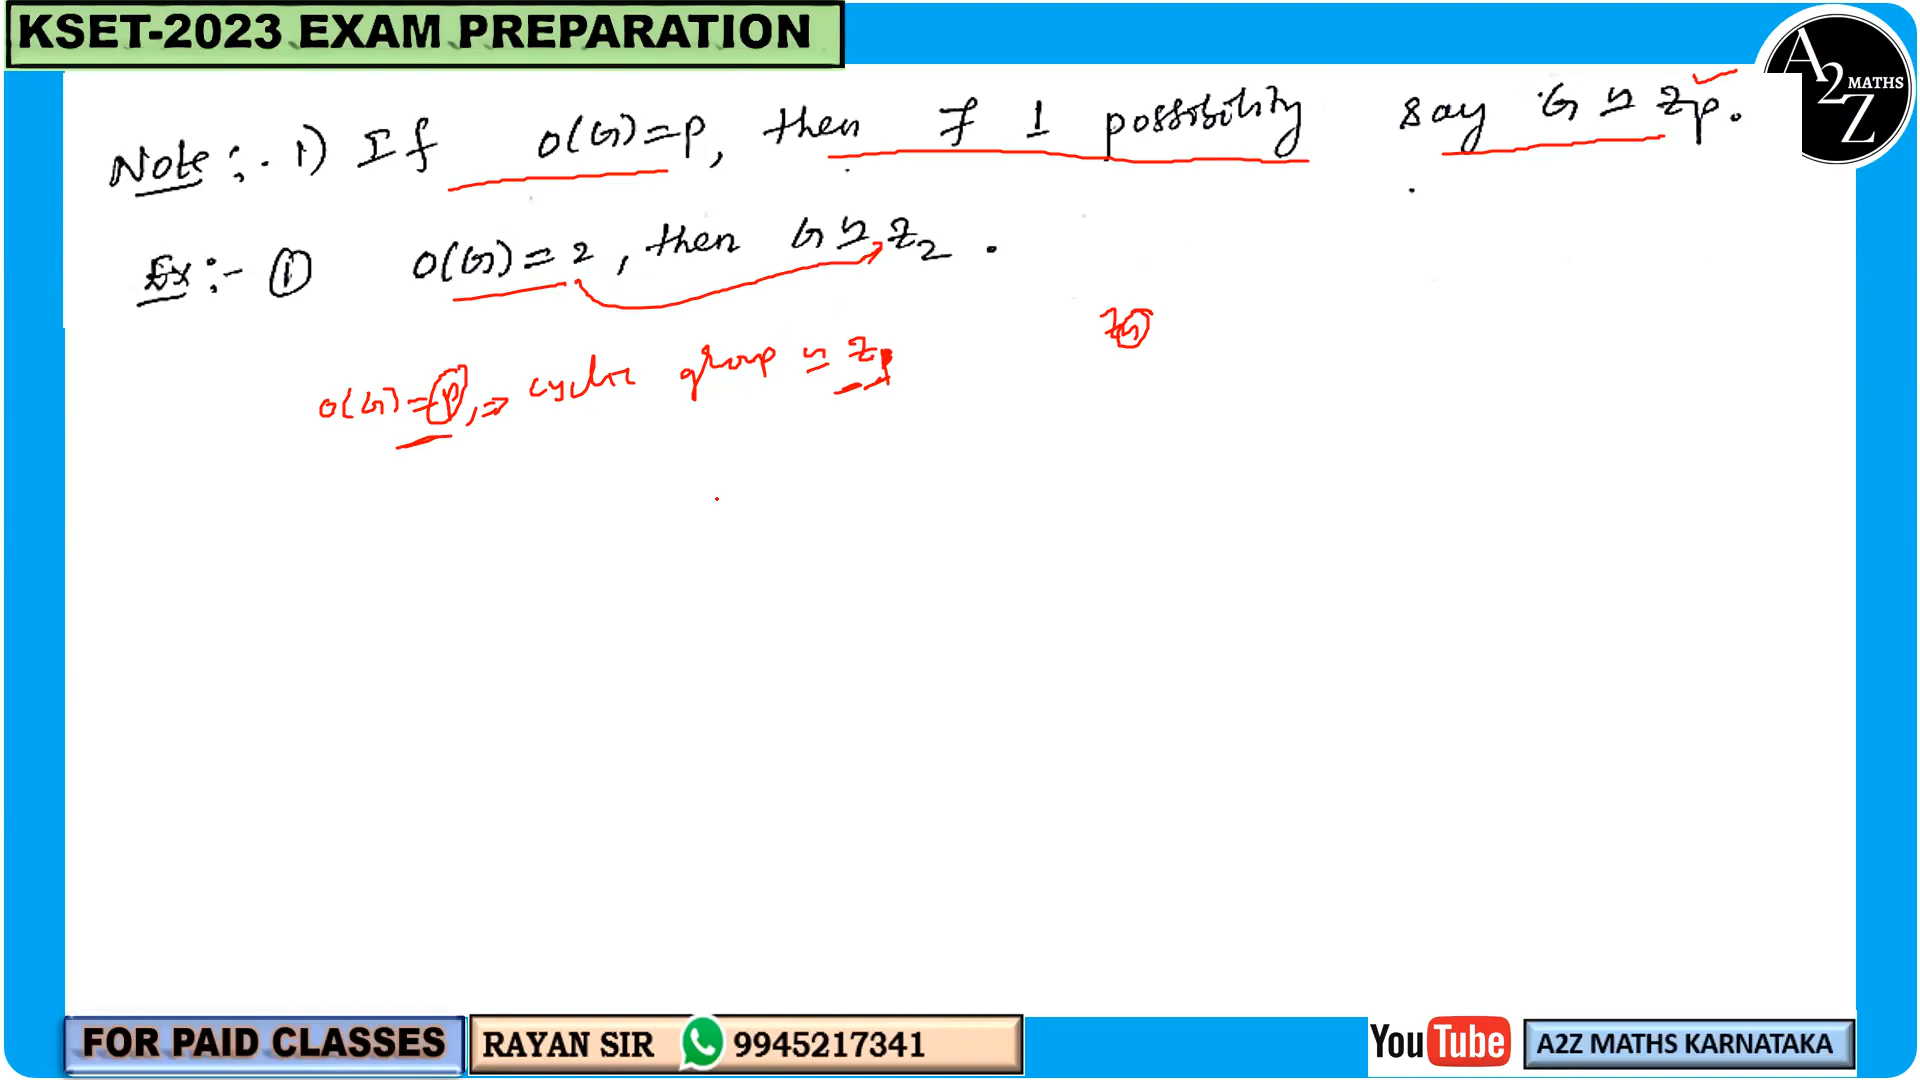 KSET-2023 EXAM PREPARATION
A2Z MATHS
Note :- 1) If o(G)=p, then ∃ 1 possibility say G ≅ Zp.
Ex :- ① o(G)=2, then G ≅ Z₂.
o(G)=p, ⇒ cyclic group ≅ Zp
FOR PAID CLASSES RAYAN SIR 9945217341 YouTube A2Z MATHS KARNATAKA